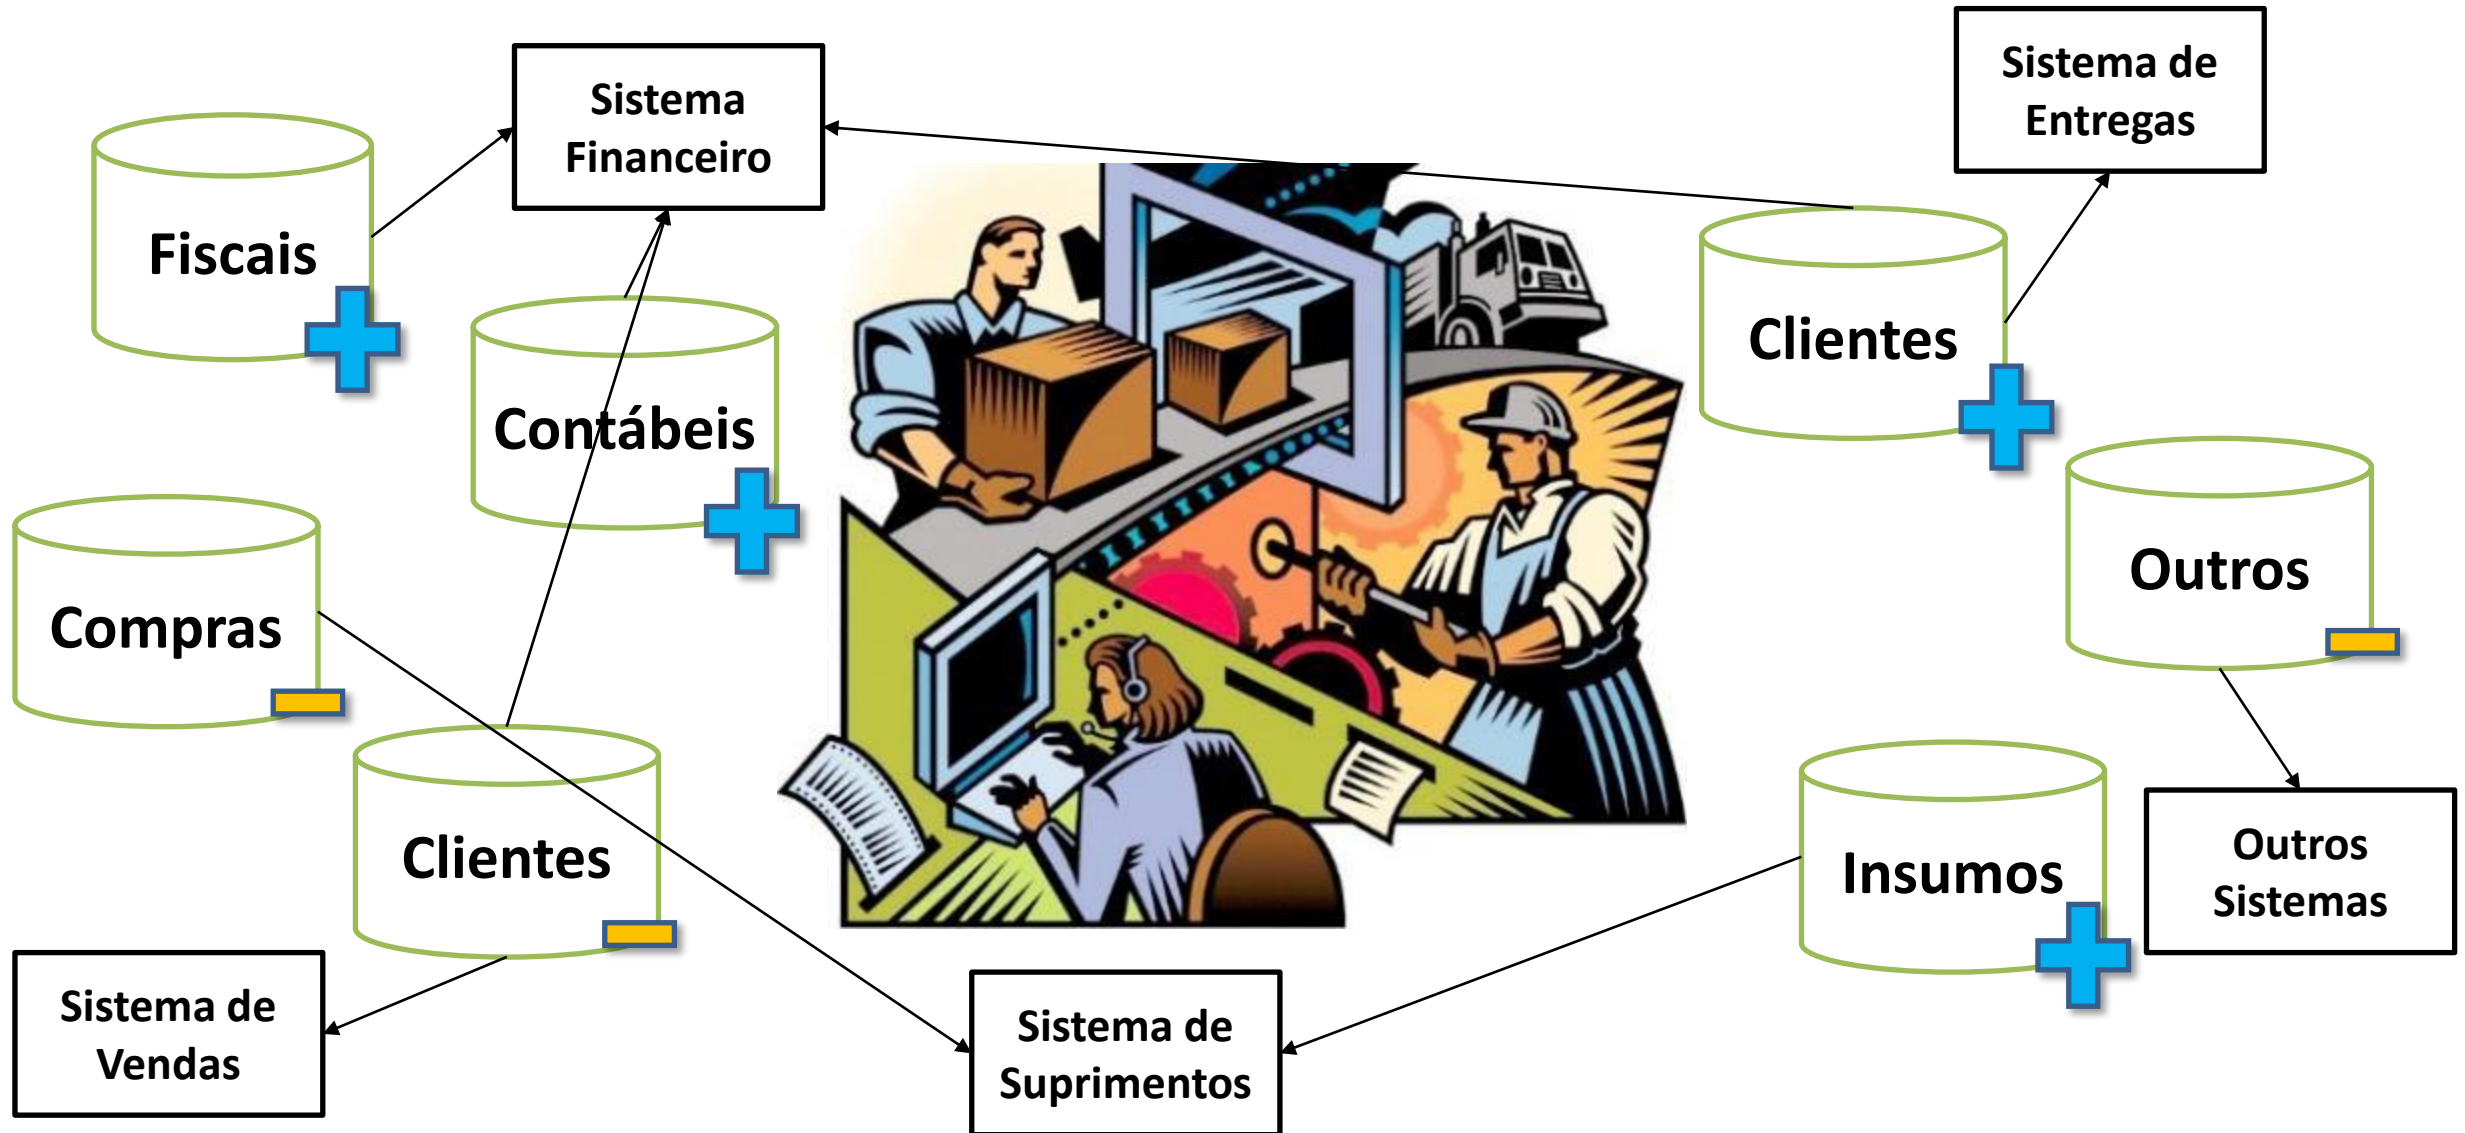 Sistema de
Entregas
Sistema
Financeiro
Fiscais
Clientes
Contábeis
Outros
Compras
Clientes
Insumos
Outros
Sistemas
Sistema de
Vendas
Sistema de
Suprimentos